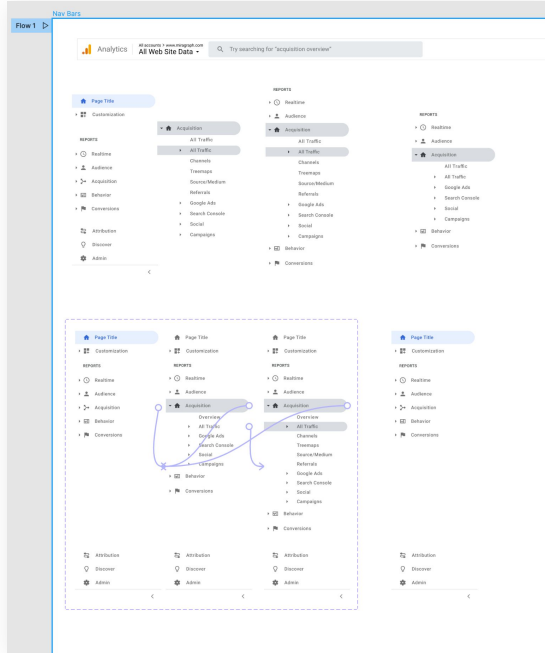 Nav Bars
Flow 1
Analytics
All accounts > www.miragoph.com
All Web Site Data
Try searching for "acquisition overview"
Page Title
Customization
REPORTS
Realtime
Audience
Acquisition
Behavior
Conversions
Attribution
Discover
Admin
Acquisition
All Traffic
All Traffic
Channels
Treemaps
Source/Medium
Referrals
Google Ads
Search Console
Social
Campaigns
REPORTS
Realtime
Audience
Acquisition
All Traffic
All Traffic
Channels
Treemaps
Source/Medium
Referrals
Google Ads
Search Console
Social
Campaigns
Behavior
Conversions
REPORTS
Realtime
Audience
Acquisition
All Traffic
All Traffic
Google Ads
Search Console
Social
Campaigns
Behavior
Conversions
Page Title
Customization
REPORTS
Realtime
Audience
Acquisition
Behavior
Conversions
Attribution
Discover
Admin
Page Title
Customization
REPORTS
Realtime
Audience
Acquisition
Overview
All Traffic
Google Ads
Search Console
Social
Campaigns
Behavior
Conversions
Attribution
Discover
Admin
Page Title
Customization
REPORTS
Realtime
Audience
Acquisition
Overview
All Traffic
Channels
Treemaps
Source/Medium
Referrals
Google Ads
Search Console
Social
Campaigns
Behavior
Conversions
Attribution
Discover
Admin
Page Title
Customization
REPORTS
Realtime
Audience
Acquisition
Behavior
Conversions
Attribution
Discover
Admin